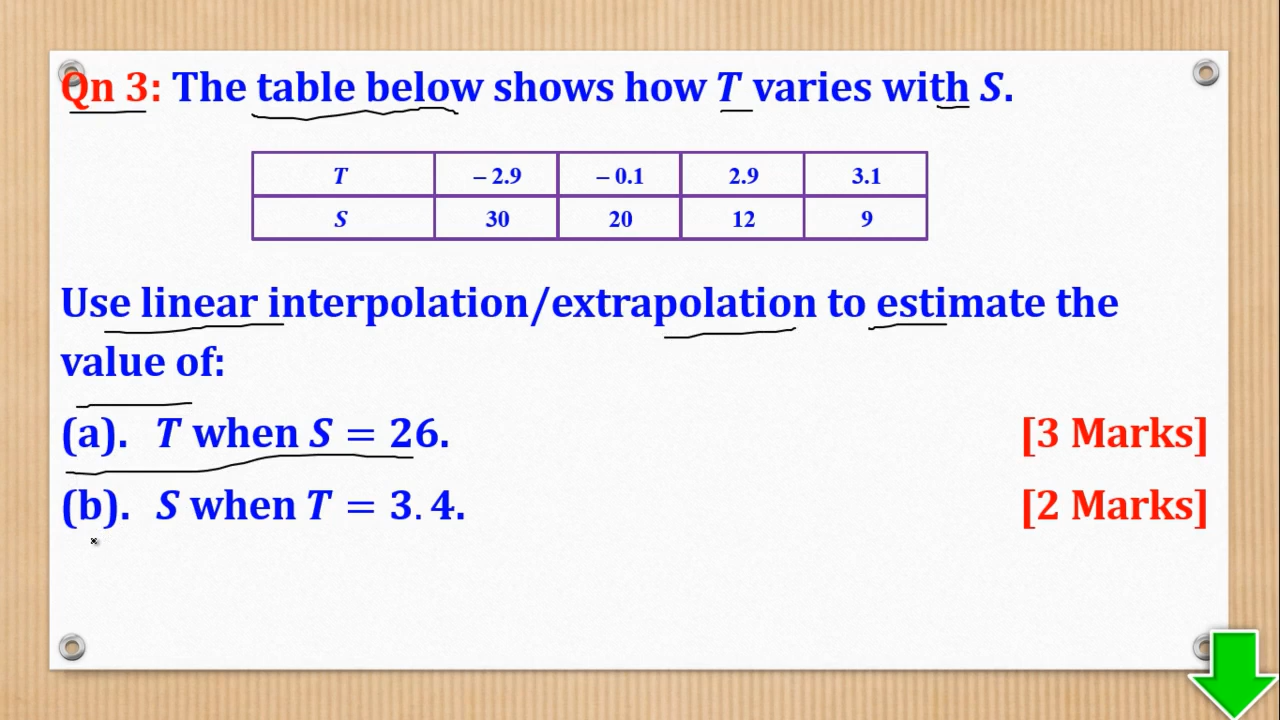 Qn 3: The table below shows how T varies with S.
T – 2.9 – 0.1 2.9 3.1
S 30 20 12 9
Use linear interpolation/extrapolation to estimate the
value of:
(a). T when S = 26. [3 Marks]
(b). S when T = 3.4. [2 Marks]